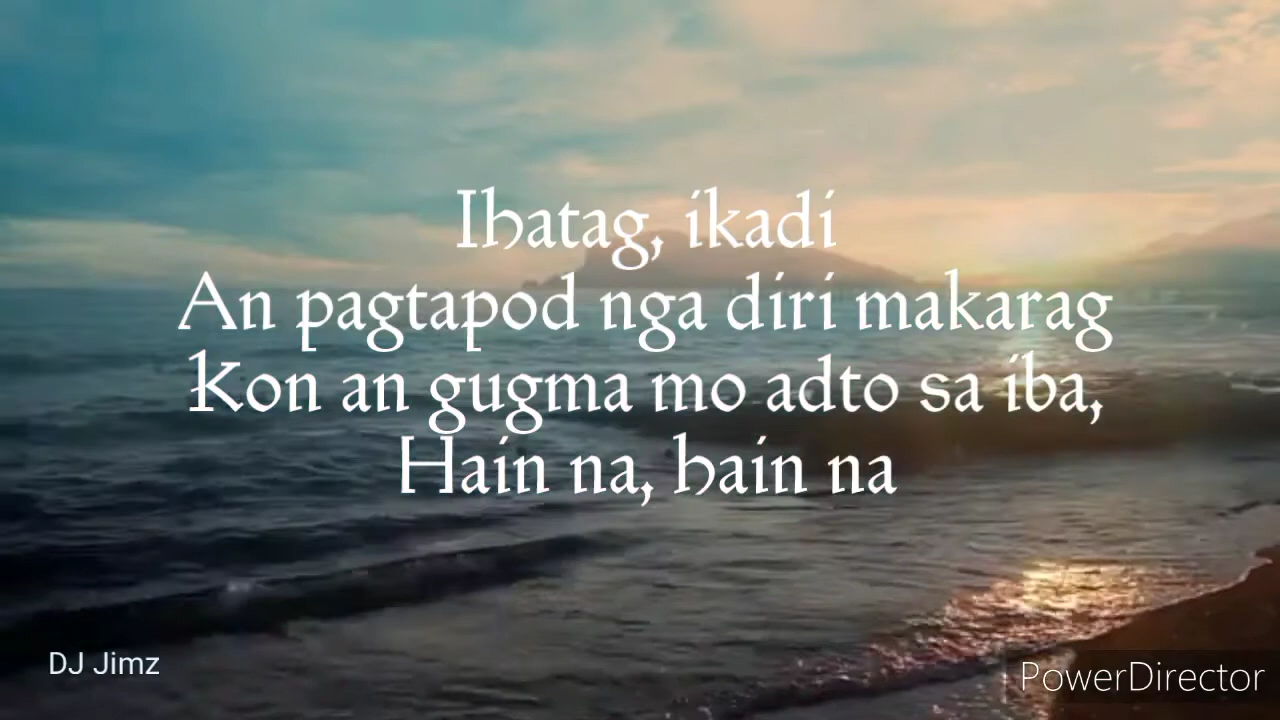 Ihatag, ikadi
An pagtapod nga diri makarag
Kon an gugma mo adto sa iba,
Hain na, hain na
DJ Jimz
PowerDirector